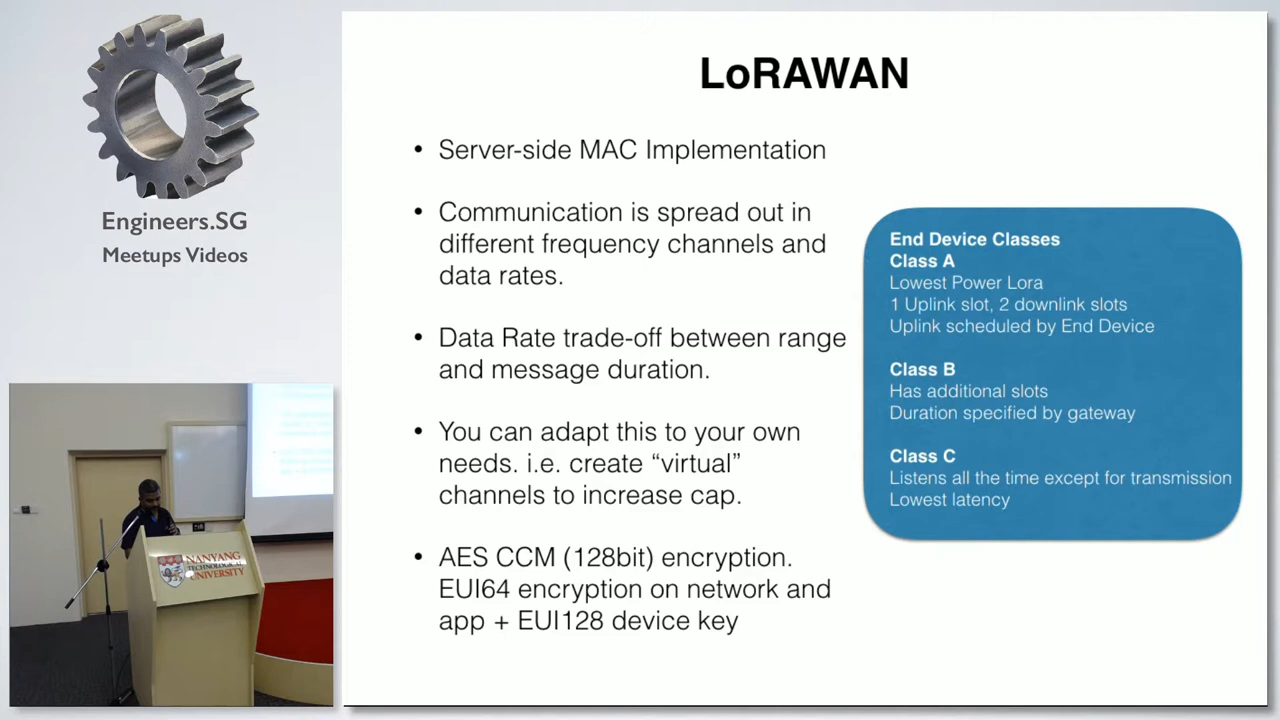 Engineers.SG
Meetups Videos
LoRAWAN
• Server-side MAC Implementation
• Communication is spread out in
different frequency channels and
data rates.
• Data Rate trade-off between range
and message duration.
• You can adapt this to your own
needs. i.e. create “virtual”
channels to increase cap.
• AES CCM (128bit) encryption.
EUI64 encryption on network and
app + EUI128 device key
End Device Classes
Class A
Lowest Power Lora
1 Uplink slot, 2 downlink slots
Uplink scheduled by End Device
Class B
Has additional slots
Duration specified by gateway
Class C
Listens all the time except for transmission
Lowest latency
NANYANG
TECHNOLOGICAL
UNIVERSITY